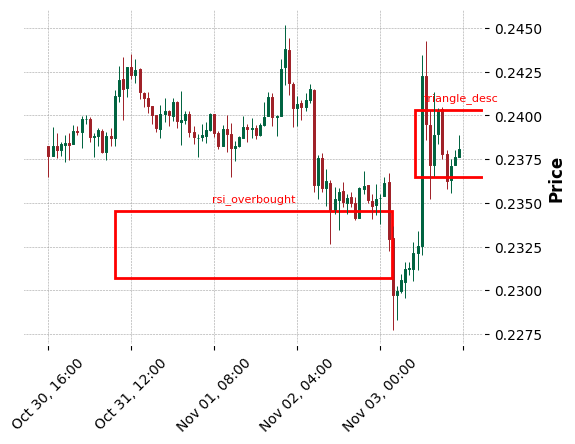 0.2450
0.2425
triangle_desc
0.2400
0.2375
Price
rsi_overbought
0.2350
0.2325
0.2300
0.2275
Oct 30, 16:00
Oct 31, 12:00
Nov 01, 08:00
Nov 02, 04:00
Nov 03, 00:00